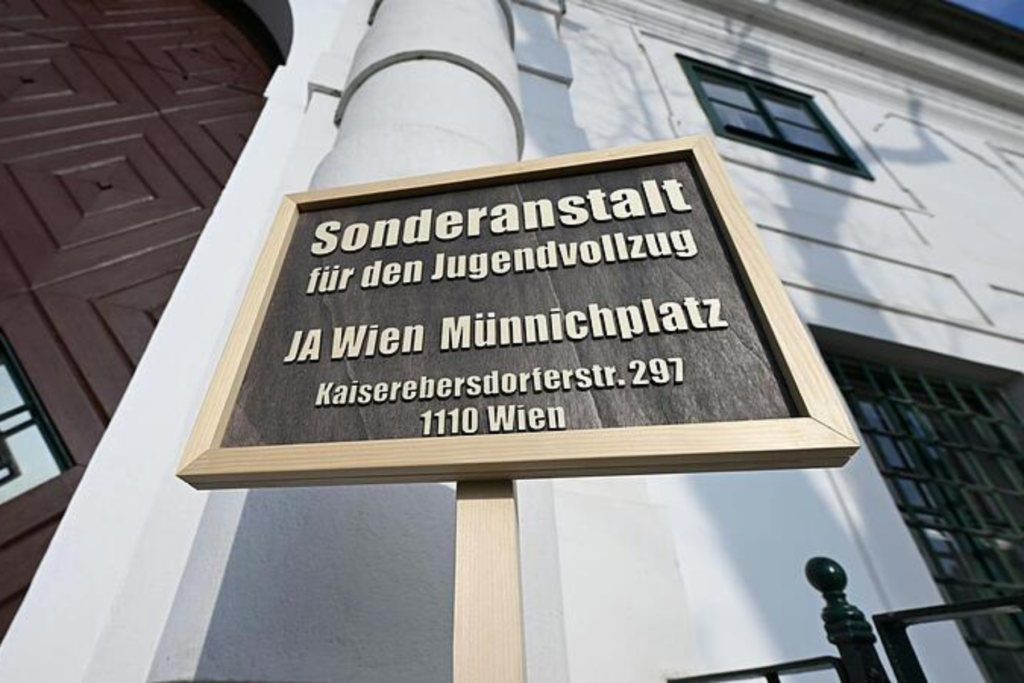 Sonderanstalt
für den Jugendvollzug
JA Wien Münnichplatz
Kaiserebersdorferstr. 297
1110 Wien